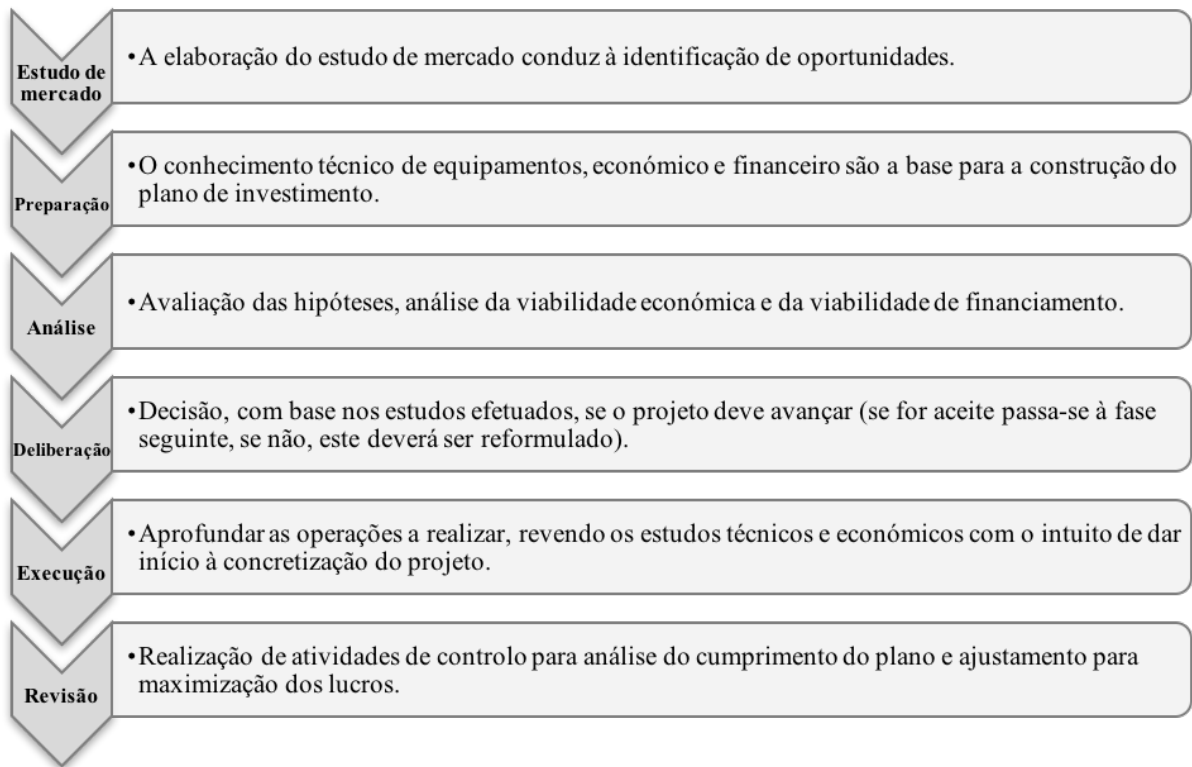 Estudo de
mercado
•A elaboração do estudo de mercado conduz à identificação de oportunidades.
Preparação
•O conhecimento técnico de equipamentos, económico e financeiro são a base para a construção do
plano de investimento.
Análise
•Avaliação das hipóteses, análise da viabilidade económica e da viabilidade de financiamento.
Deliberação
•Decisão, com base nos estudos efetuados, se o projeto deve avançar (se for aceite passa-se à fase
seguinte, se não, este deverá ser reformulado).
Execução
•Aprofundar as operações a realizar, revendo os estudos técnicos e económicos com o intuito de dar
início à concretização do projeto.
Revisão
•Realização de atividades de controlo para análise do cumprimento do plano e ajustamento para
maximização dos lucros.